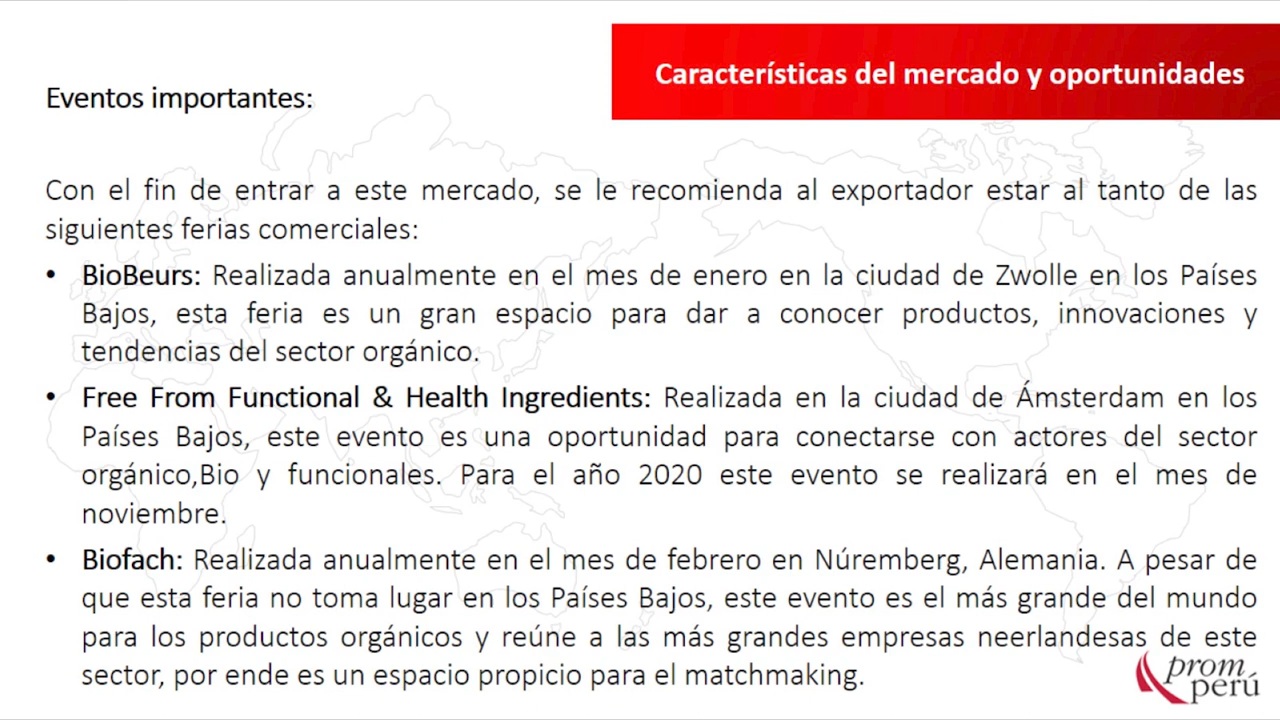 Características del mercado y oportunidades
Eventos importantes:
Con el fin de entrar a este mercado, se le recomienda al exportador estar al tanto de las
siguientes ferias comerciales:
• BioBeurs: Realizada anualmente en el mes de enero en la ciudad de Zwolle en los Países
Bajos, esta feria es un gran espacio para dar a conocer productos, innovaciones y
tendencias del sector orgánico.
• Free From Functional & Health Ingredients: Realizada en la ciudad de Ámsterdam en los
Países Bajos, este evento es una oportunidad para conectarse con actores del sector
orgánico,Bio y funcionales. Para el año 2020 este evento se realizará en el mes de
noviembre.
• Biofach: Realizada anualmente en el mes de febrero en Núremberg, Alemania. A pesar de
que esta feria no toma lugar en los Países Bajos, este evento es el más grande del mundo
para los productos orgánicos y reúne a las más grandes empresas neerlandesas de este
sector, por ende es un espacio propicio para el matchmaking.
prom
perú